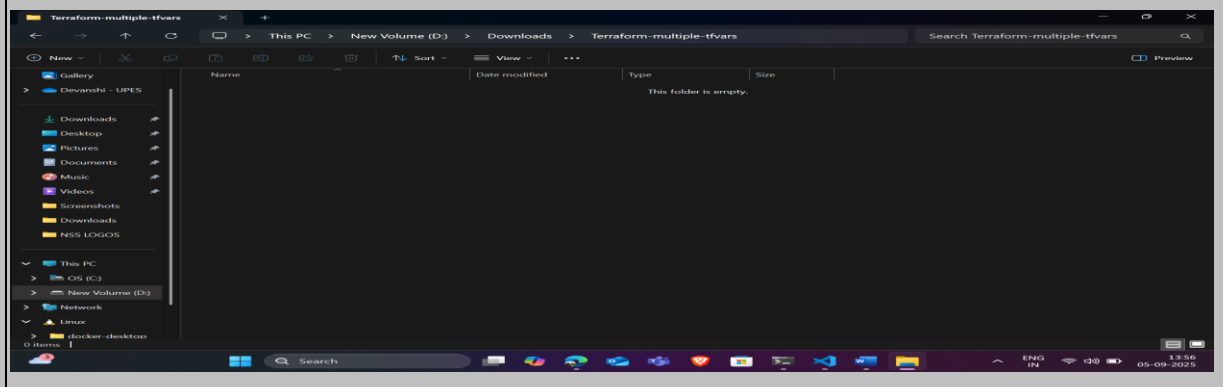 Terraform-multiple-tfvars
This PC > New Volume (D:) > Downloads > Terraform-multiple-tfvars
Search Terraform-multiple-tfvars
New
Sort
View
Preview
Gallery
Devanshi - UPES
Downloads
Desktop
Pictures
Documents
Music
Videos
Screenshots
Downloads
NSS LOGOS
This PC
OS (C:)
New Volume (D:)
Network
Linux
docker-desktop
0 items
Name
Date modified
Type
Size
This folder is empty.
3
Search
ENG
IN
13:56
05-09-2025